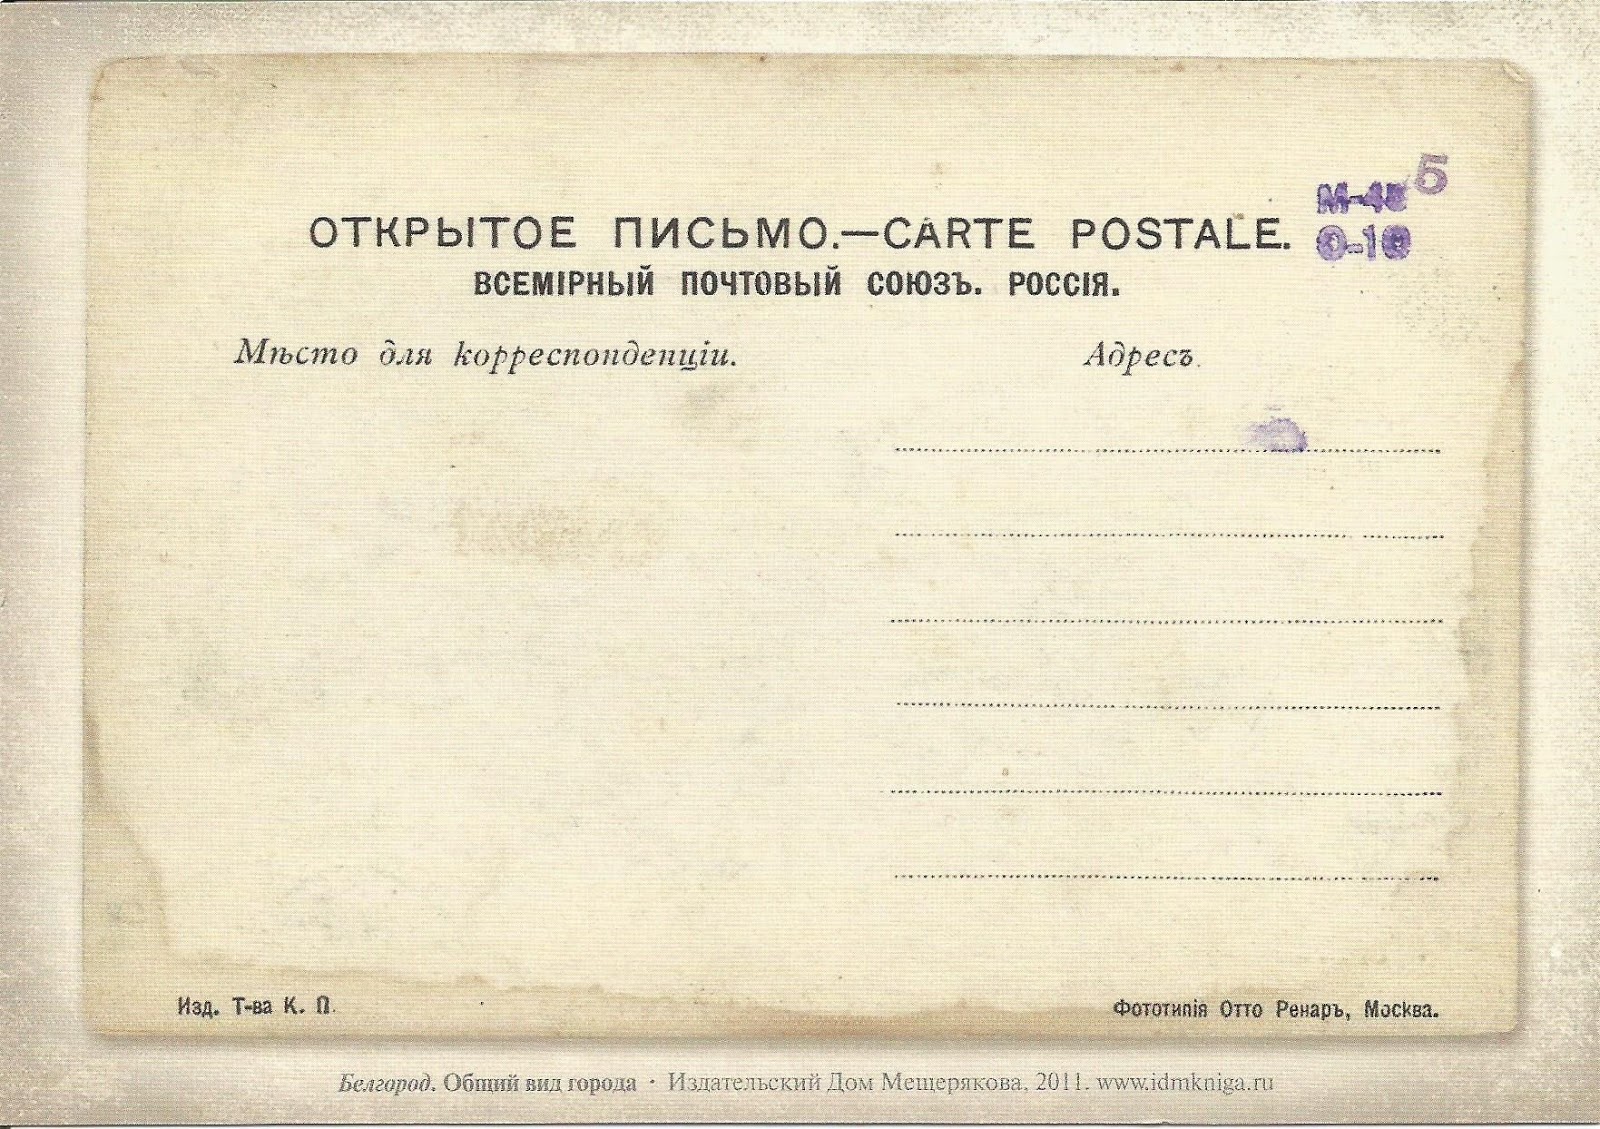 5
М-45
0-10
ОТКРЫТОЕ ПИСЬМО.—CARTE POSTALE.
ВСЕМІРНЫЙ ПОЧТОВЫЙ СОЮЗЪ. РОССІЯ.
Мѣсто для корреспонденціи.
Адресъ.
Изд. Т-ва К. П.
Фототипія Отто Ренаръ, Москва.
Белгород. Общий вид города · Издательский Дом Мещерякова, 2011. www.idmkniga.ru